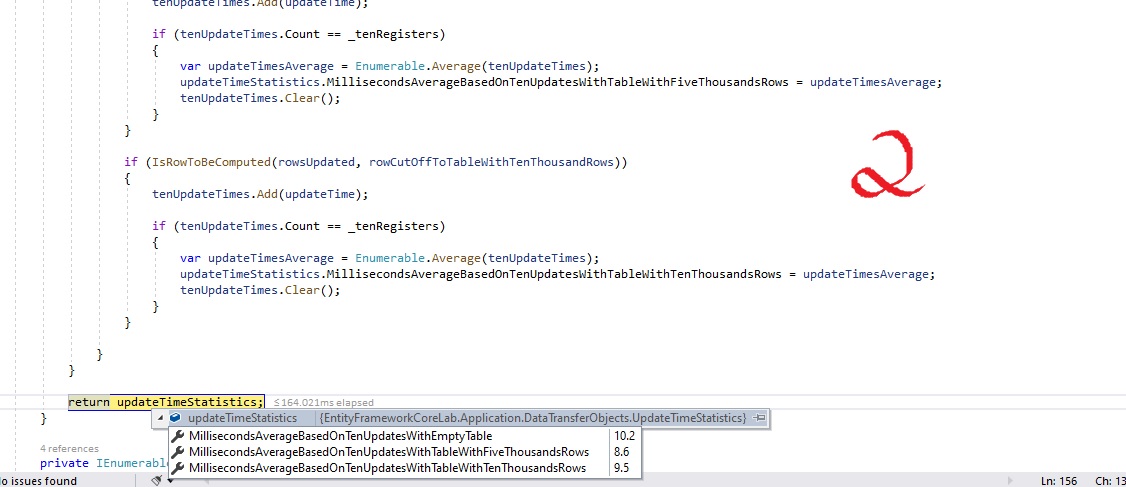 tenUpdateTimes.Add(updateTime);
if (tenUpdateTimes.Count == _tenRegisters)
{
var updateTimesAverage = Enumerable.Average(tenUpdateTimes);
updateTimeStatistics.MillisecondsAverageBasedOnTenUpdatesWithTableWithFiveThousandsRows = updateTimesAverage;
tenUpdateTimes.Clear();
}
}
if (IsRowToBeComputed(rowsUpdated, rowCutOffToTableWithTenThousandRows))
{
tenUpdateTimes.Add(updateTime);
if (tenUpdateTimes.Count == _tenRegisters)
{
var updateTimesAverage = Enumerable.Average(tenUpdateTimes);
updateTimeStatistics.MillisecondsAverageBasedOnTenUpdatesWithTableWithTenThousandsRows = updateTimesAverage;
tenUpdateTimes.Clear();
}
}
}
}
2
return updateTimeStatistics; ≤164.021ms elapsed
}
updateTimeStatistics {EntityFrameworkCoreLab.Application.DataTransferObjects.UpdateTimeStatistics}
MillisecondsAverageBasedOnTenUpdatesWithEmptyTable 10.2
MillisecondsAverageBasedOnTenUpdatesWithTableWithFiveThousandsRows 8.6
MillisecondsAverageBasedOnTenUpdatesWithTableWithTenThousandsRows 9.5
4 references
private IEnumerabl
o issues found
Ln: 156 Ch: 13